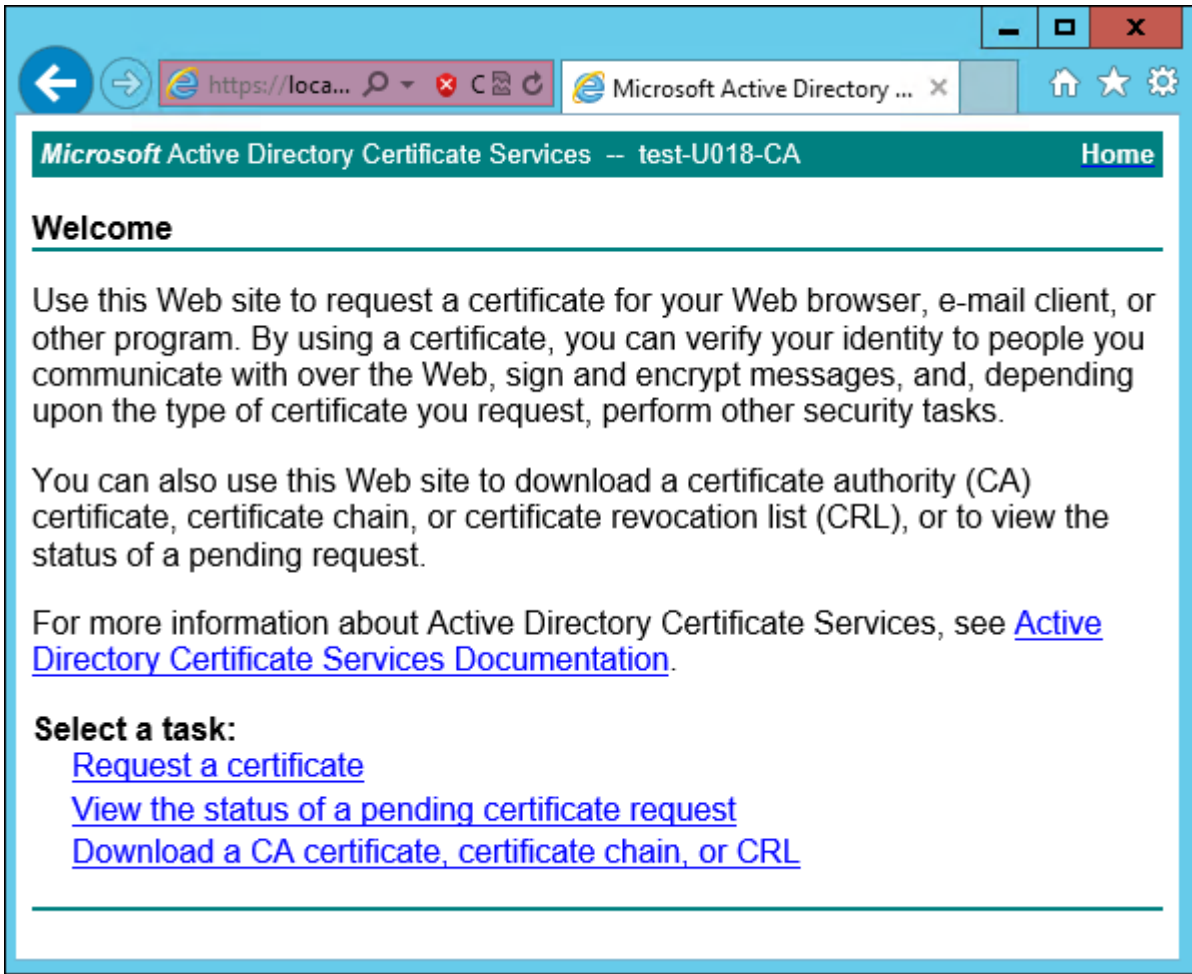 https://loca...
Microsoft Active Directory ...
Microsoft Active Directory Certificate Services -- test-U018-CA Home
Welcome
Use this Web site to request a certificate for your Web browser, e-mail client, or
other program. By using a certificate, you can verify your identity to people you
communicate with over the Web, sign and encrypt messages, and, depending
upon the type of certificate you request, perform other security tasks.
You can also use this Web site to download a certificate authority (CA)
certificate, certificate chain, or certificate revocation list (CRL), or to view the
status of a pending request.
For more information about Active Directory Certificate Services, see Active
Directory Certificate Services Documentation.
Select a task:
Request a certificate
View the status of a pending certificate request
Download a CA certificate, certificate chain, or CRL